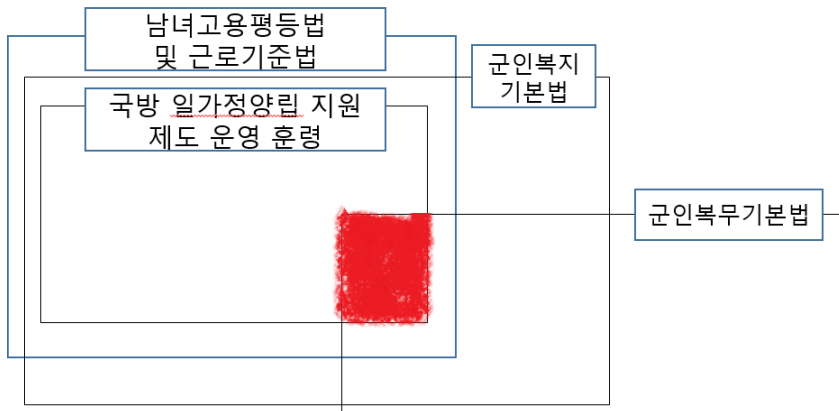 남녀고용평등법
및 근로기준법
군인복지
기본법
국방 일가정양립 지원
제도 운영 훈령
군인복무기본법